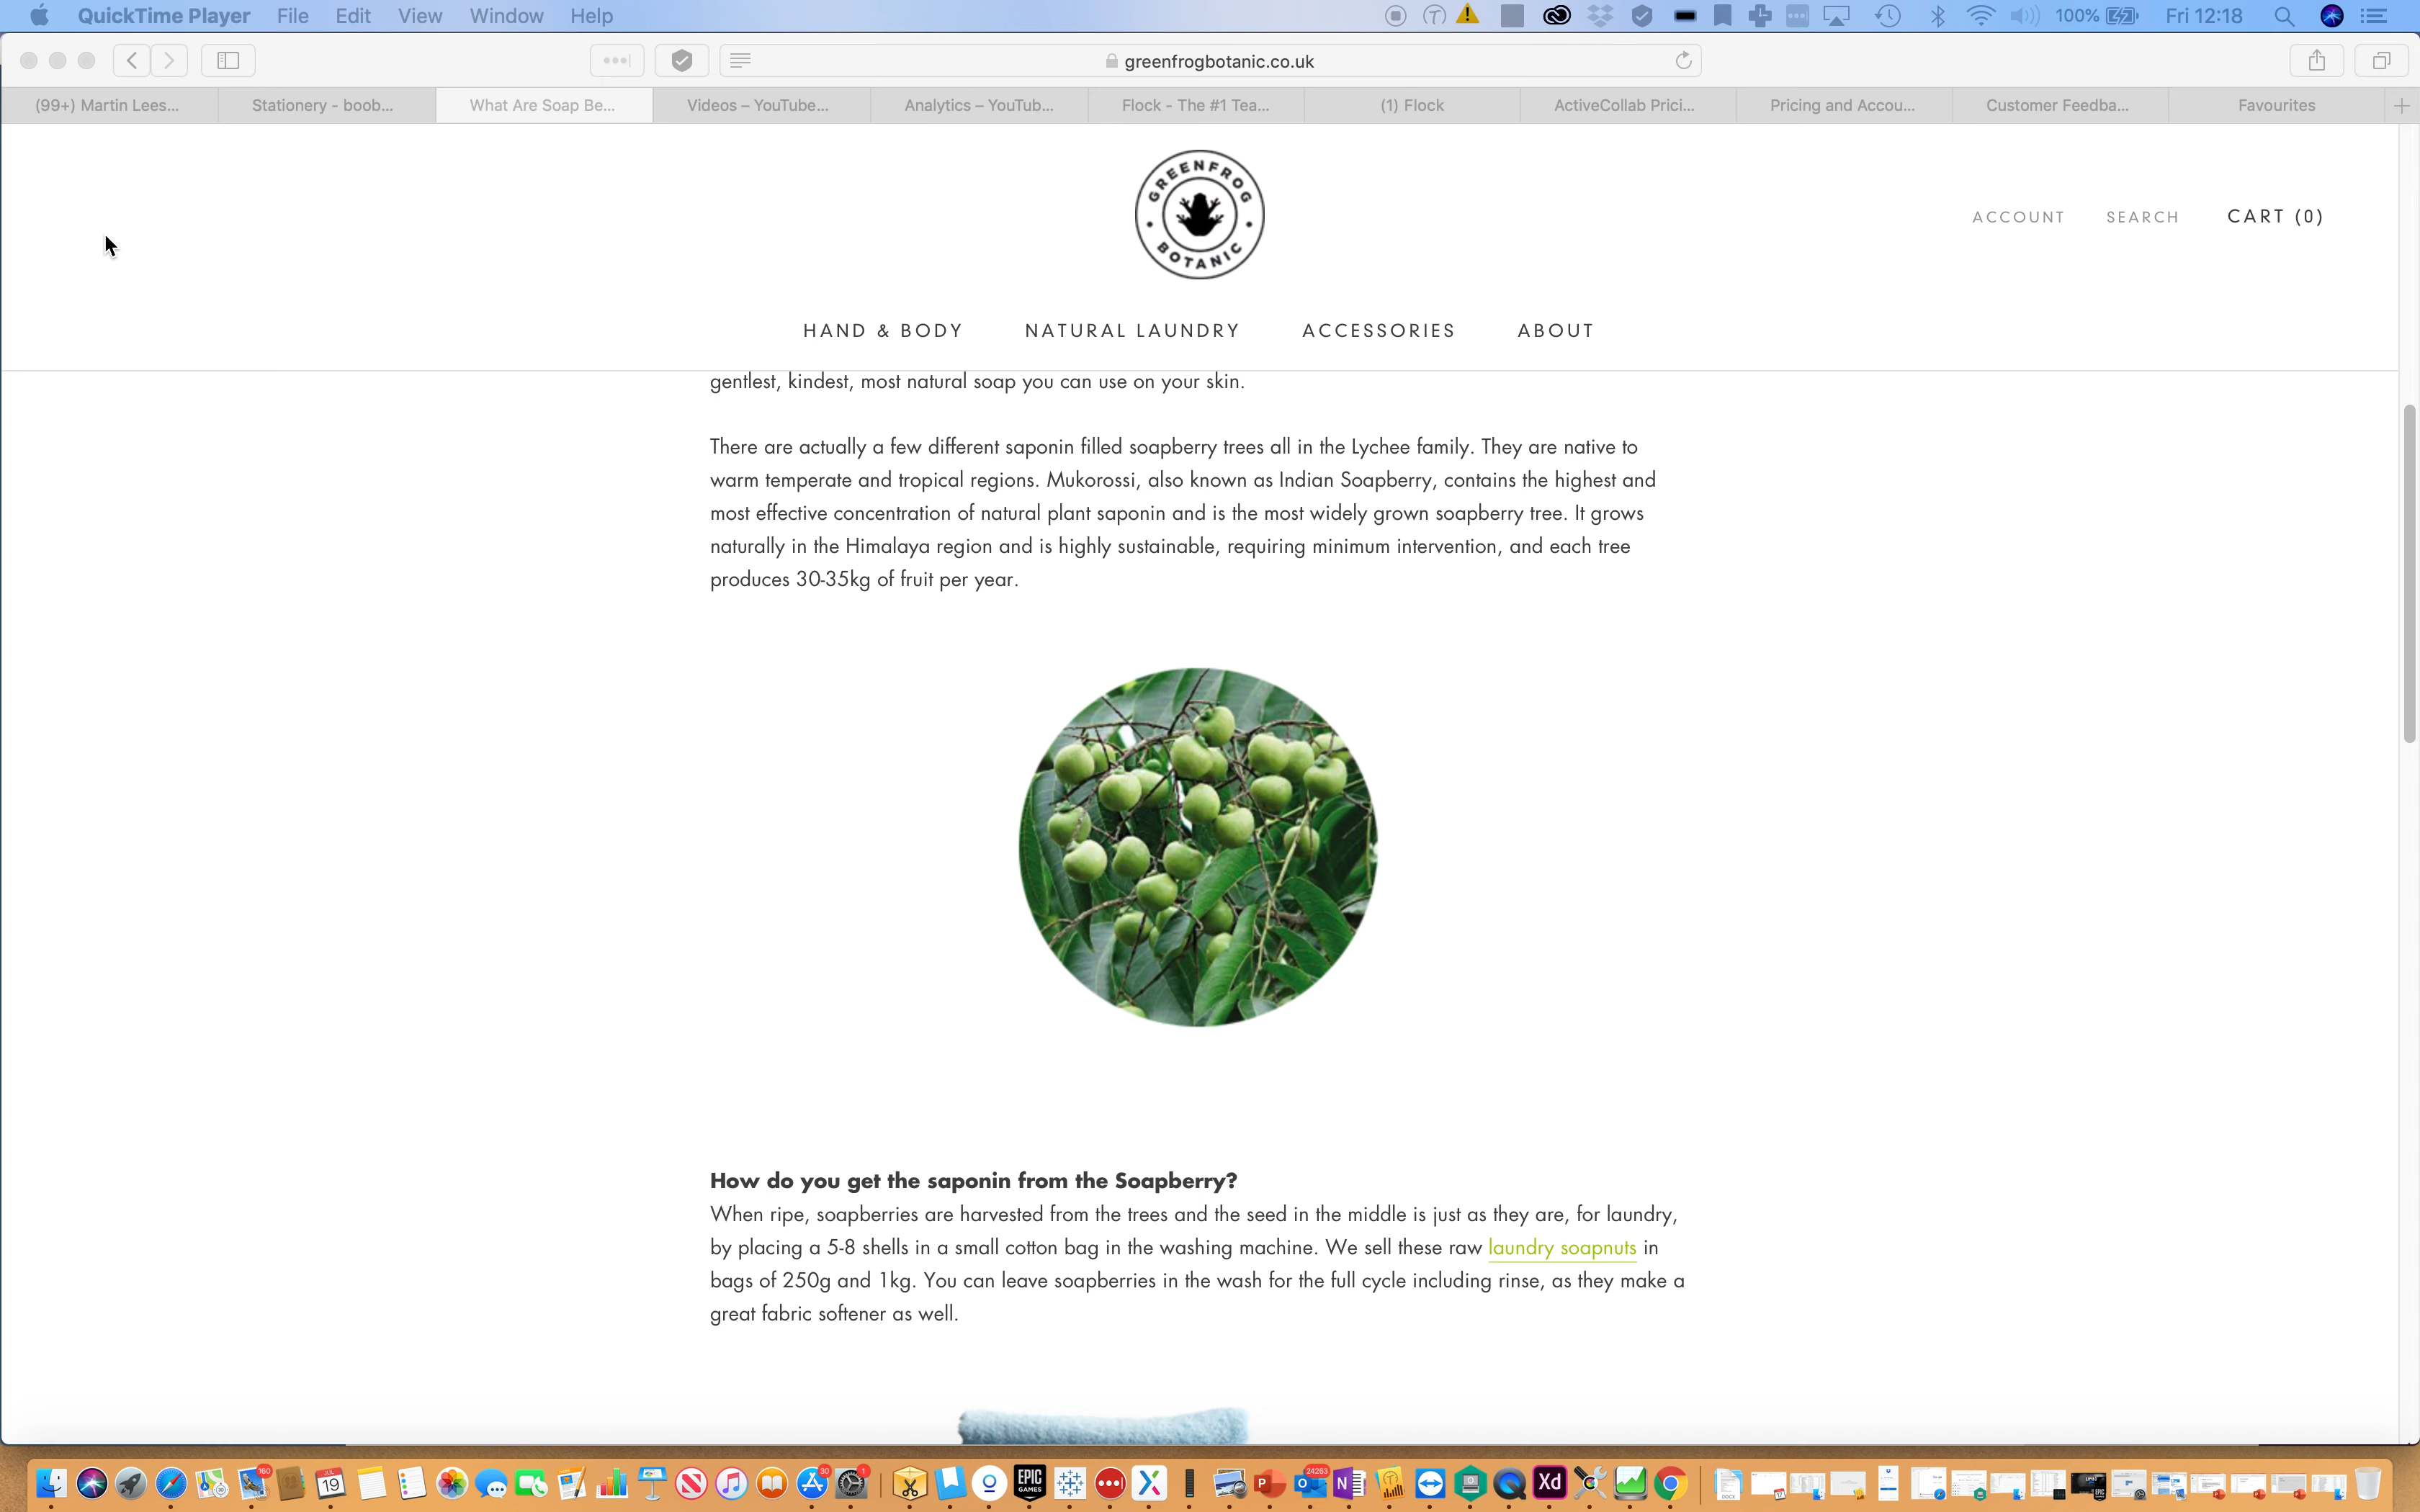 QuickTime Player File Edit View Window Help 100% Fri 12:18
greenfrogbotanic.co.uk
(99+) Martin Lees... Stationery - boob... What Are Soap Be... Videos – YouTube... Analytics – YouTub... Flock - The #1 Tea... (1) Flock ActiveCollab Prici... Pricing and Accou... Customer Feedba... Favourites
GREENFROG
BOTANIC
ACCOUNT SEARCH CART (0)
HAND & BODY NATURAL LAUNDRY ACCESSORIES ABOUT
gentlest, kindest, most natural soap you can use on your skin.
There are actually a few different saponin filled soapberry trees all in the Lychee family. They are native to
warm temperate and tropical regions. Mukorossi, also known as Indian Soapberry, contains the highest and
most effective concentration of natural plant saponin and is the most widely grown soapberry tree. It grows
naturally in the Himalaya region and is highly sustainable, requiring minimum intervention, and each tree
produces 30-35kg of fruit per year.
How do you get the saponin from the Soapberry?
When ripe, soapberries are harvested from the trees and the seed in the middle is just as they are, for laundry,
by placing a 5-8 shells in a small cotton bag in the washing machine. We sell these raw laundry soapnuts in
bags of 250g and 1kg. You can leave soapberries in the wash for the full cycle including rinse, as they make a
great fabric softener as well.
160 JUL 19 30 1 EPIC GAMES 24263 Xd